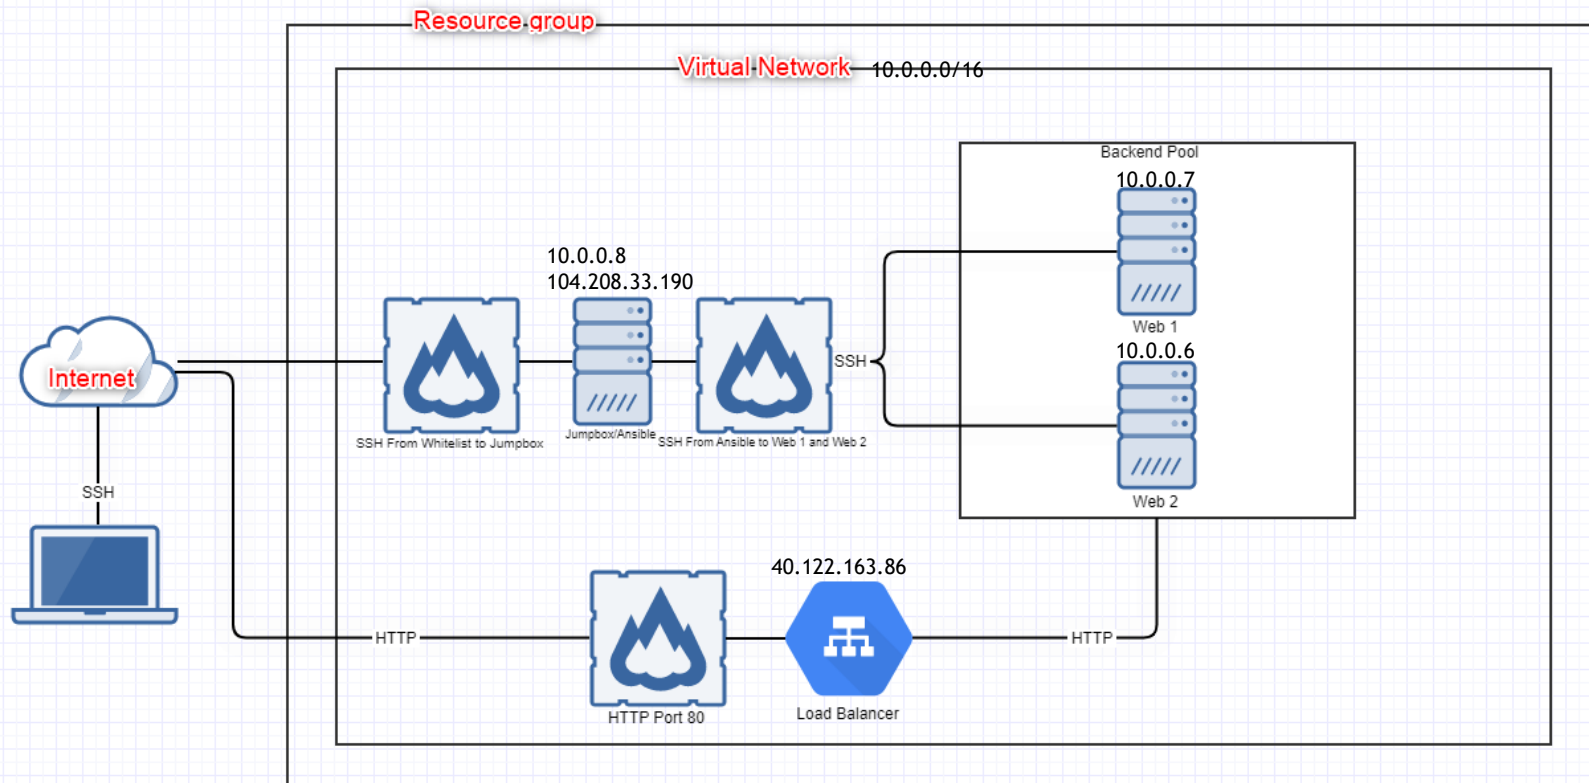 Resource group
Virtual Network 10.0.0.0/16
Backend Pool
10.0.0.7
Web 1
10.0.0.6
Web 2
10.0.0.8
104.208.33.190
SSH
Internet
SSH From Whitelist to Jumpbox
Jumpbox/Ansible
SSH From Ansible to Web 1 and Web 2
SSH
40.122.163.86
HTTP
HTTP
HTTP Port 80
Load Balancer